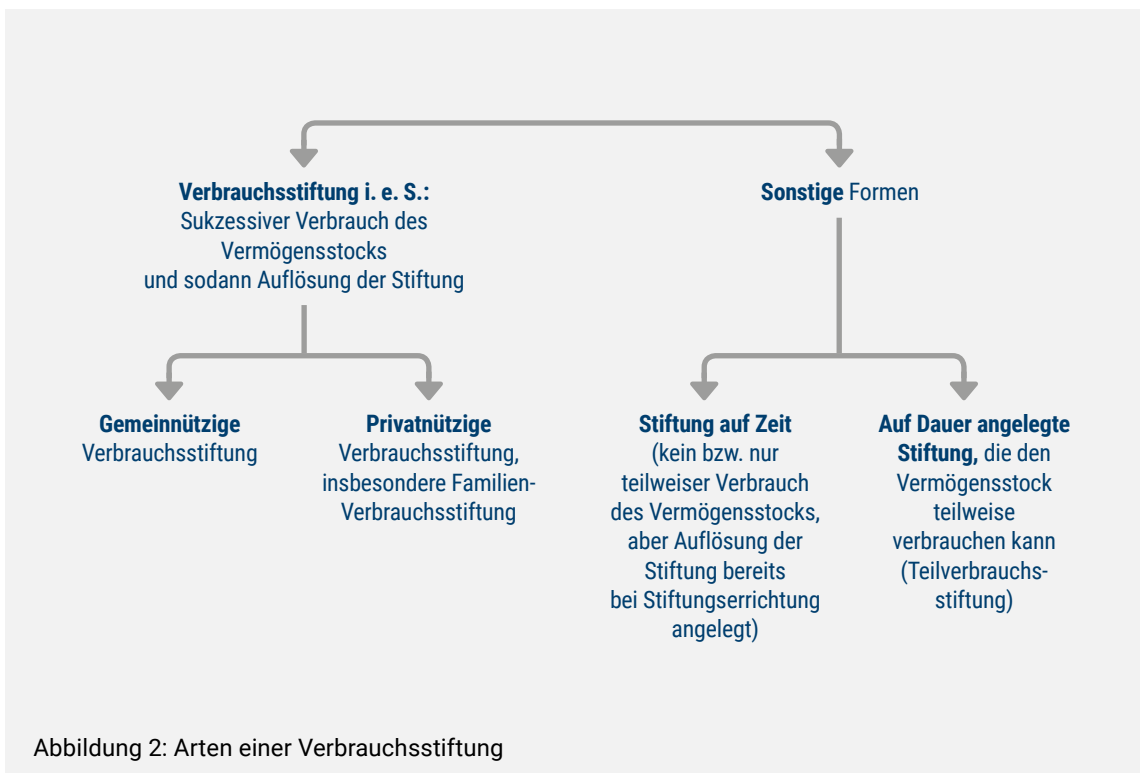 Verbrauchsstiftung i. e. S.:
Sukzessiver Verbrauch des
Vermögensstocks
und sodann Auflösung der Stiftung
Sonstige Formen
Gemeinnützige
Verbrauchsstiftung
Privatnützige
Verbrauchsstiftung,
insbesondere Familien-
Verbrauchsstiftung
Stiftung auf Zeit
(kein bzw. nur
teilweiser Verbrauch
des Vermögensstocks,
aber Auflösung der
Stiftung bereits
bei Stiftungserrichtung
angelegt)
Auf Dauer angelegte
Stiftung, die den
Vermögensstock
teilweise
verbrauchen kann
(Teilverbrauchs-
stiftung)
Abbildung 2: Arten einer Verbrauchsstiftung